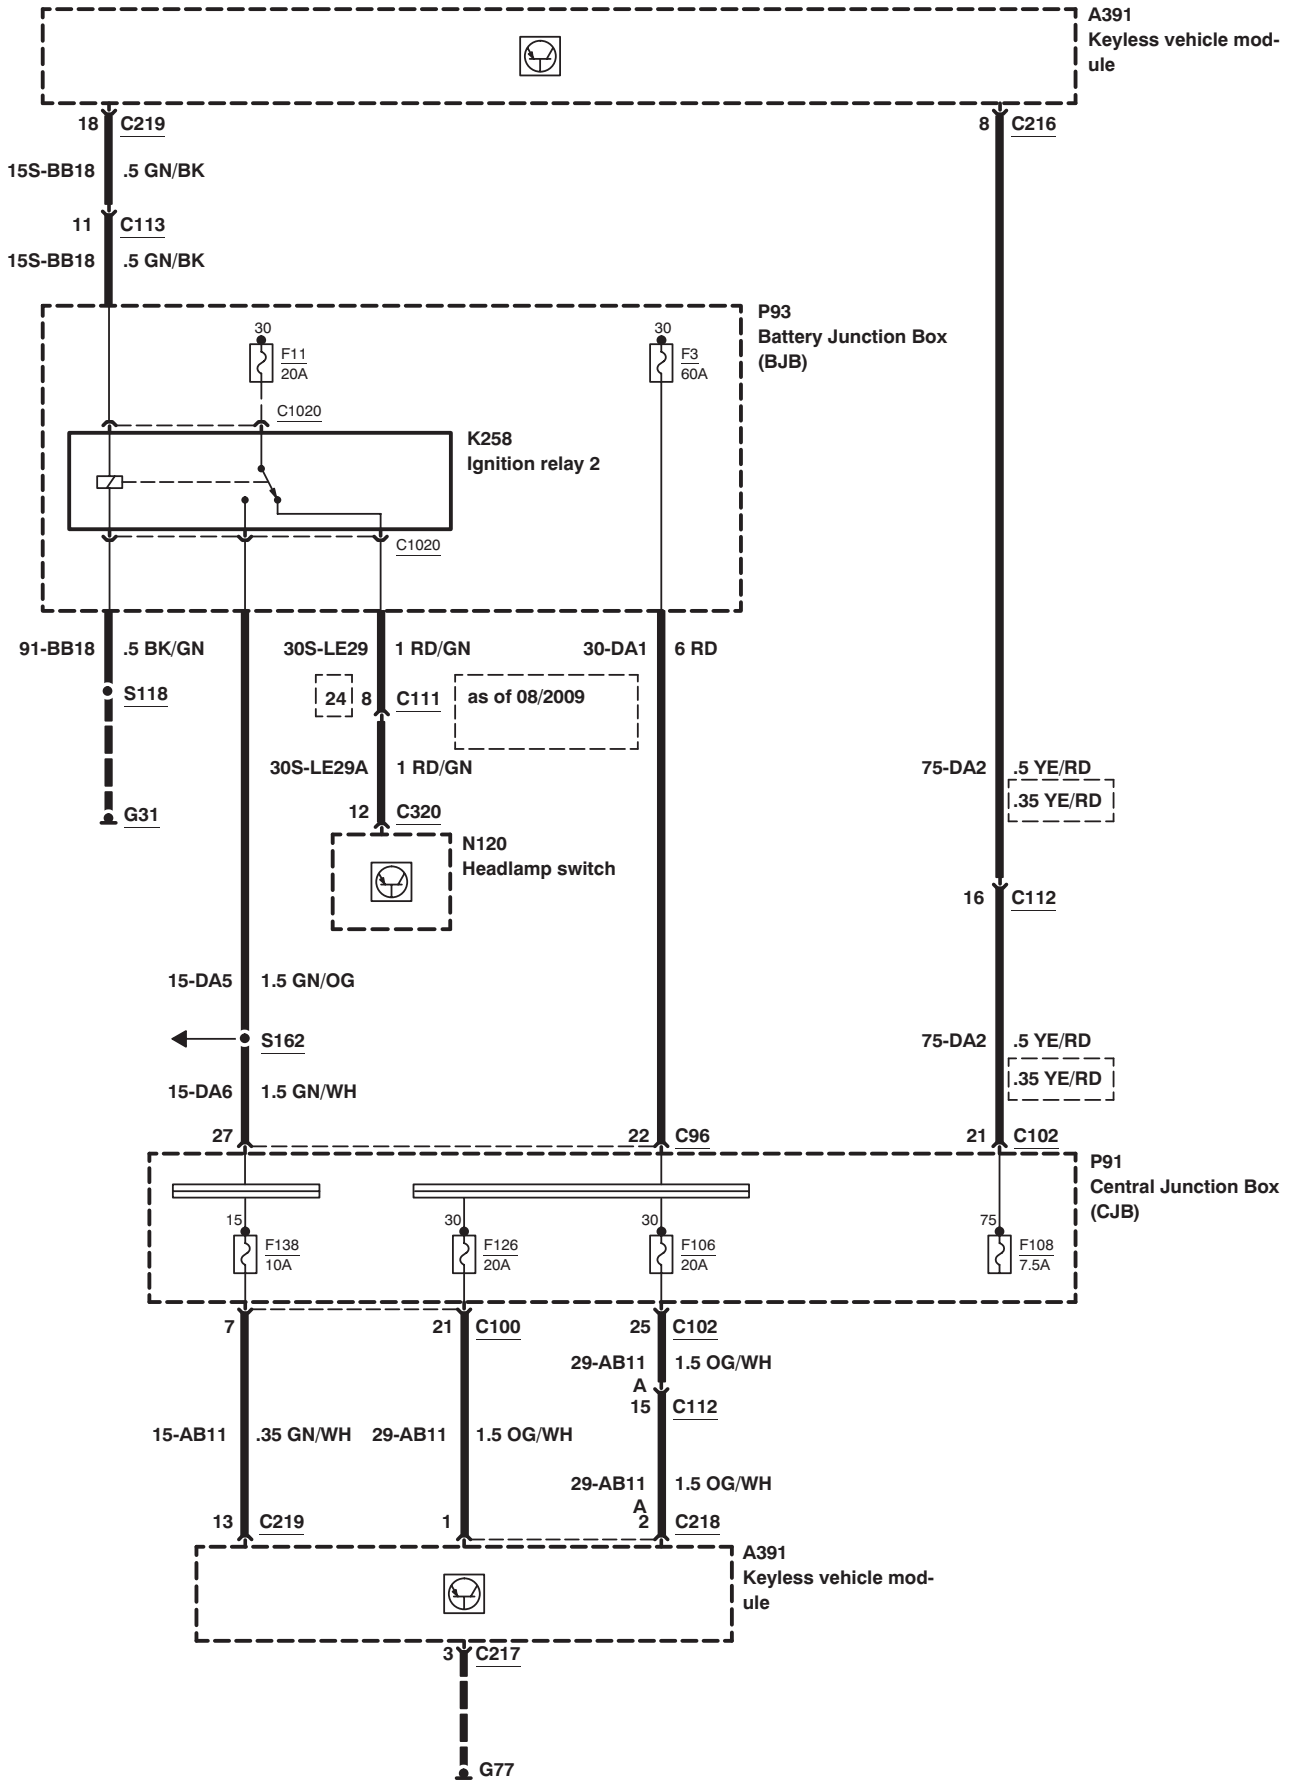 A391
Keyless vehicle mod-
ule
18 C219
8 C216
15S-BB18 .5 GN/BK
11 C113
15S-BB18 .5 GN/BK
P93
Battery Junction Box
(BJB)
30
F11
20A
30
F3
60A
C1020
K258
Ignition relay 2
C1020
91-BB18 .5 BK/GN
30S-LE29 1 RD/GN
30-DA1 6 RD
S118
24 8 C111
as of 08/2009
30S-LE29A 1 RD/GN
75-DA2 .5 YE/RD
.35 YE/RD
G31
12 C320
N120
Headlamp switch
16 C112
15-DA5 1.5 GN/OG
S162
75-DA2 .5 YE/RD
.35 YE/RD
15-DA6 1.5 GN/WH
27
22 C96
21 C102
P91
Central Junction Box
(CJB)
15
F138
10A
30
F126
20A
30
F106
20A
75
F108
7.5A
7
21 C100
25 C102
29-AB11 1.5 OG/WH
A
15 C112
15-AB11 .35 GN/WH
29-AB11 1.5 OG/WH
29-AB11 1.5 OG/WH
A
13 C219
1
2 C218
A391
Keyless vehicle mod-
ule
3 C217
G77